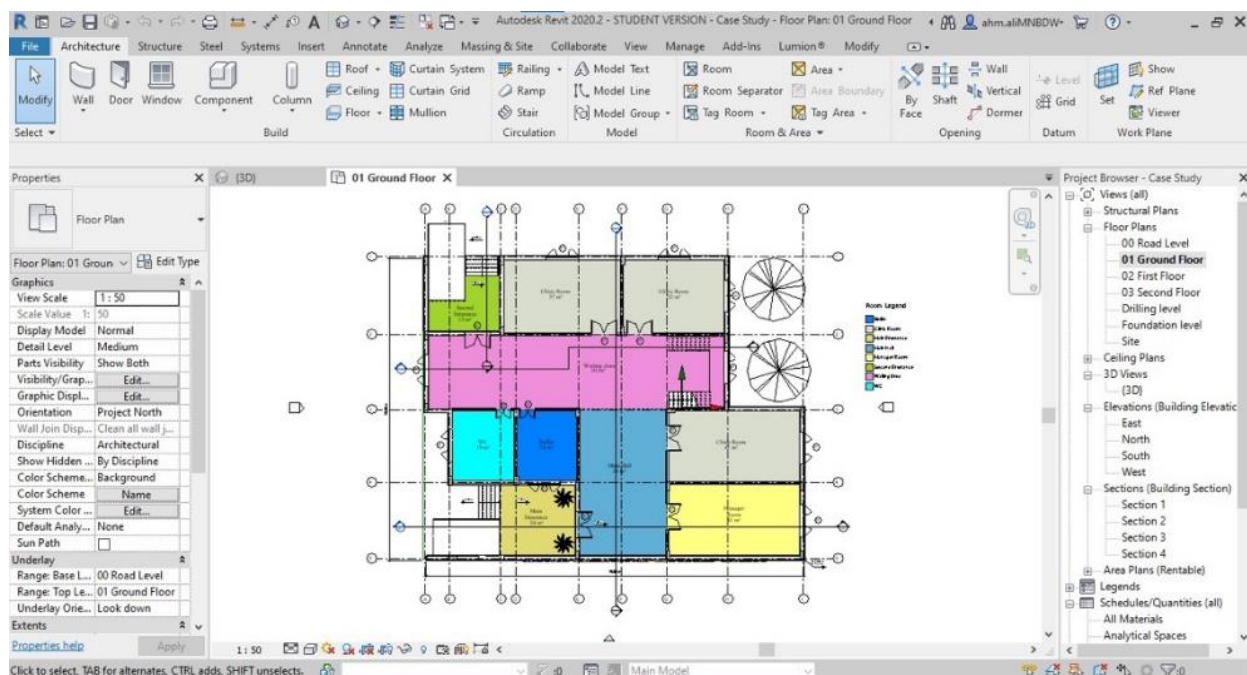 Autodesk Revit 2020.2 - STUDENT VERSION - Case Study - Floor Plan: 01 Ground Floor
ahm.aliMNBDW
File Architecture Structure Steel Systems Insert Annotate Analyze Massing & Site Collaborate View Manage Add-Ins Lumion® Modify
Modify
Wall
Door
Window
Component
Column
Roof
Ceiling
Floor
Curtain System
Curtain Grid
Mullion
Railing
Ramp
Stair
Model Text
Model Line
Model Group
Room
Room Separator
Tag Room
Area
Area Boundary
Tag Area
By
Face
Shaft
Wall
Vertical
Dormer
Level
Grid
Set
Show
Ref Plane
Viewer
Select Build Circulation Model Room & Area Opening Datum Work Plane
Properties
Floor Plan
Floor Plan: 01 Groun Edit Type
Graphics
View Scale 1 : 50
Scale Value 1: 50
Display Model Normal
Detail Level Medium
Parts Visibility Show Both
Visibility/Grap... Edit...
Graphic Displ... Edit...
Orientation Project North
Wall Join Disp... Clean all wall j...
Discipline Architectural
Show Hidden ... By Discipline
Color Scheme... Background
Color Scheme Name
System Color ... Edit...
Default Analy... None
Sun Path
Underlay
Range: Base L... 00 Road Level
Range: Top Le... 01 Ground Floor
Underlay Orie... Look down
Extents
Properties help Apply
{3D}
01 Ground Floor
Room Legend
Project Browser - Case Study
Views (all)
Structural Plans
Floor Plans
00 Road Level
01 Ground Floor
02 First Floor
03 Second Floor
Drilling level
Foundation level
Site
Ceiling Plans
3D Views
{3D}
Elevations (Building Elevatic
East
North
South
West
Sections (Building Section)
Section 1
Section 2
Section 3
Section 4
Area Plans (Rentable)
Legends
Schedules/Quantities (all)
All Materials
Analytical Spaces
1 : 50
Click to select, TAB for alternates, CTRL adds, SHIFT unselects.
:0
Main Model
:0